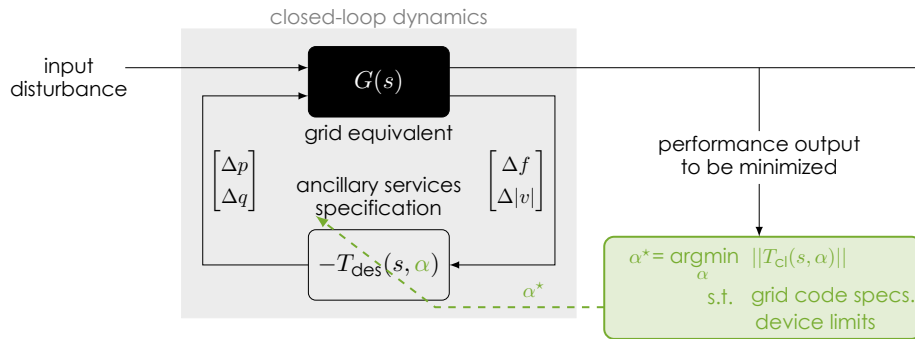 closed-loop dynamics
input
disturbance
G(s)
grid equivalent
[Δp
Δq]
ancillary services
specification
[Δf
Δ|v|]
−T_des(s, α)
α*
performance output
to be minimized
α* = argmin ||T_cl(s, α)||
α
s.t. grid code specs.
device limits